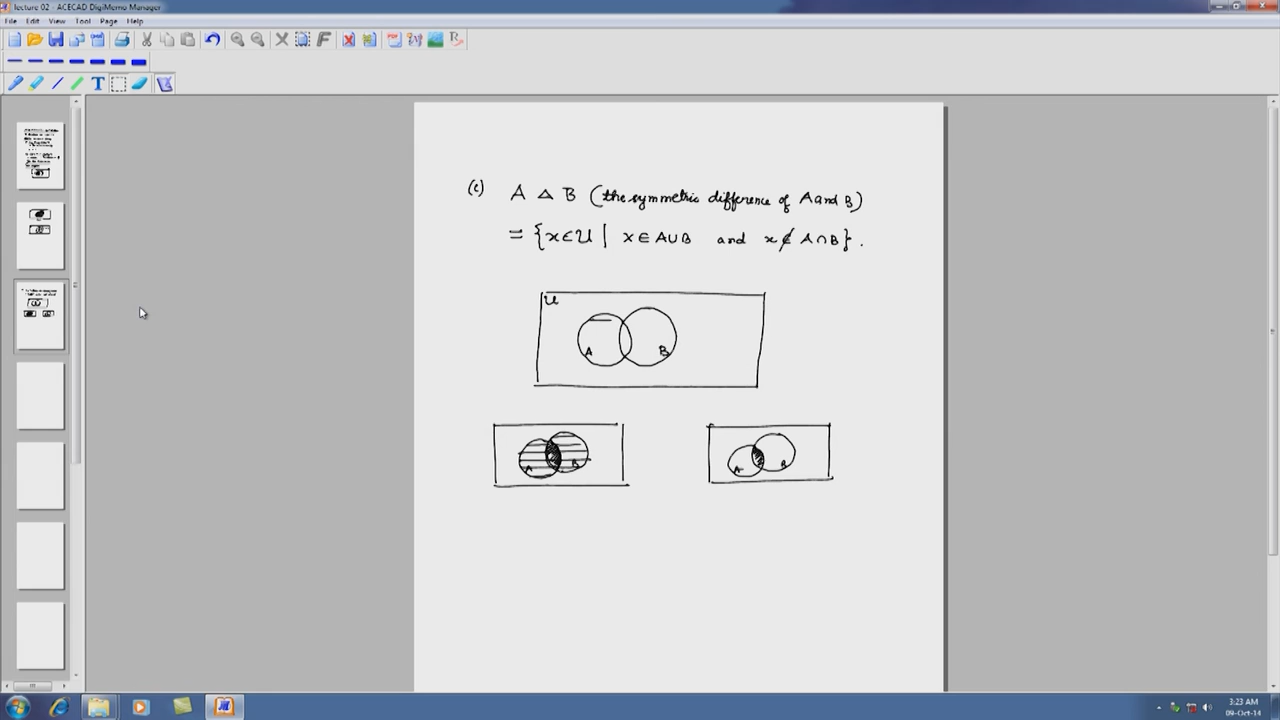 lecture 02 - ACECAD DigiMemo Manager
File Edit View Tool Page Help
(c) A Δ B (the symmetric difference of A and B)
= {x ∈ U | x ∈ A∪B and x ∉ A∩B}.
U
A B
A B
A B
3:23 AM
09-Oct-14